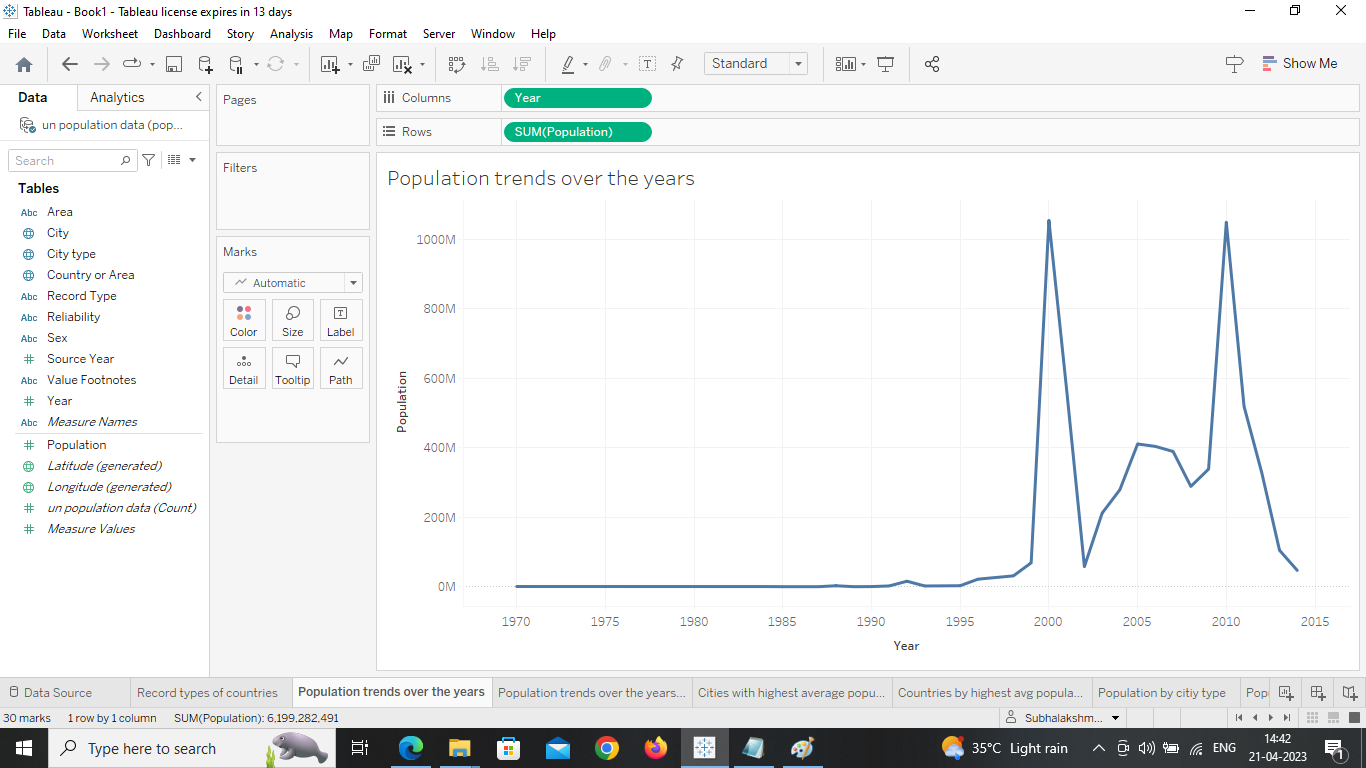 Tableau - Book1 - Tableau license expires in 13 days
File Data Worksheet Dashboard Story Analysis Map Format Server Window Help
Standard
Show Me
Data Analytics
un population data (pop...
Search
Tables
Abc Area
City
City type
Country or Area
Abc Record Type
Abc Reliability
Abc Sex
Source Year
Abc Value Footnotes
Year
Abc Measure Names
Population
Latitude (generated)
Longitude (generated)
un population data (Count)
Measure Values
Pages
Filters
Marks
Automatic
Color Size Label
Detail Tooltip Path
Columns Year
Rows SUM(Population)
Population trends over the years
1000M
800M
600M
400M
200M
0M
Population
1970 1975 1980 1985 1990 1995 2000 2005 2010 2015
Year
Data Source Record types of countries Population trends over the years Population trends over the years... Cities with highest average popu... Countries by highest avg popula... Population by citiy type Pop
30 marks 1 row by 1 column SUM(Population): 6,199,282,491 Subhalakshm...
Type here to search 35°C Light rain ENG 14:42
21-04-2023
1